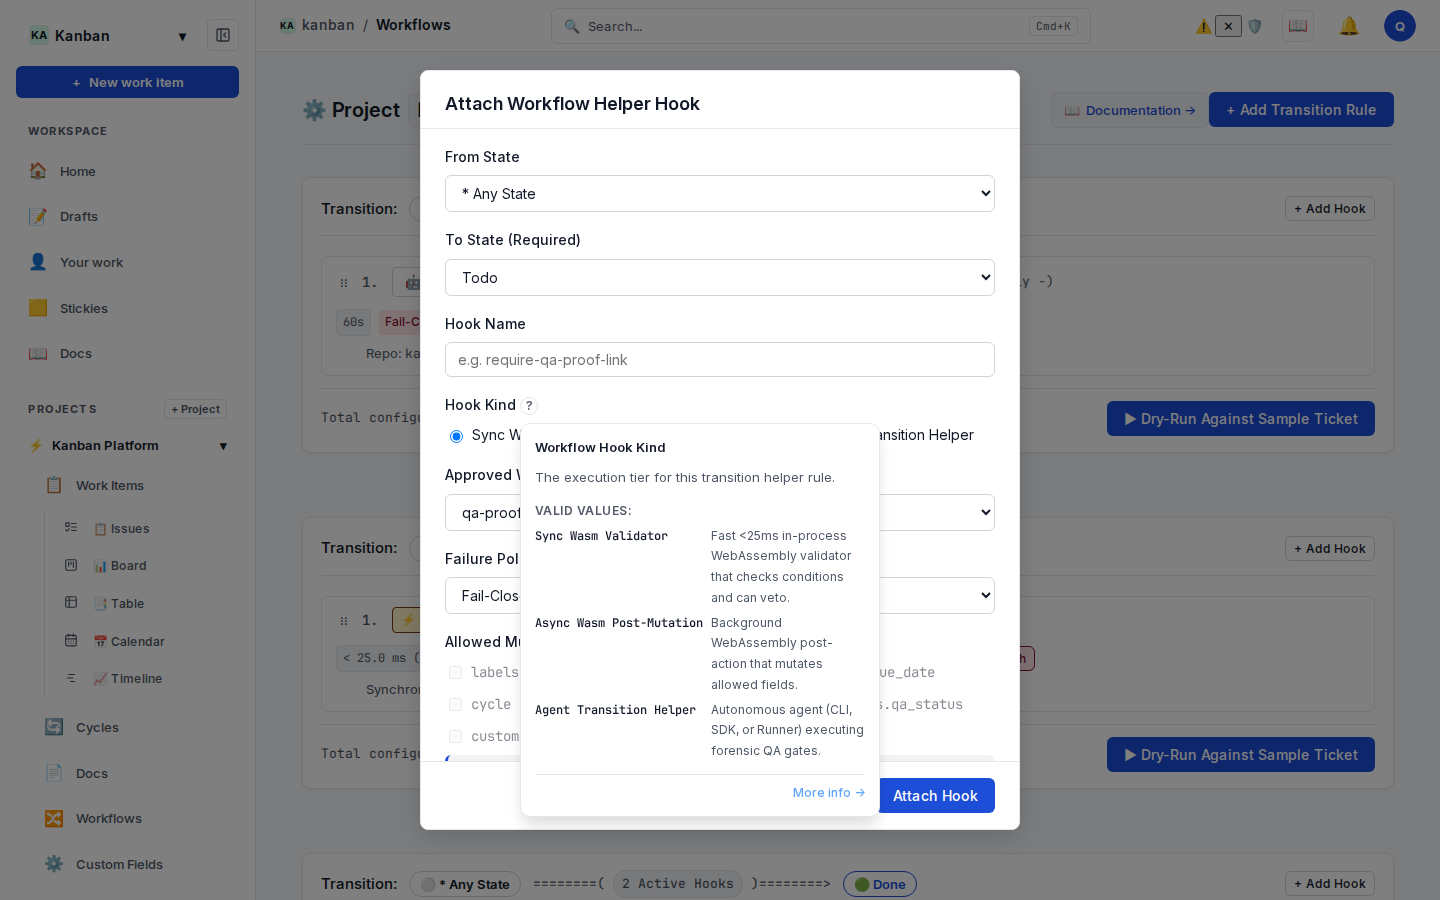 KA Kanban ▾
+ New work item
WORKSPACE
Home
Drafts
Your work
Stickies
Docs
PROJECTS + Project
Kanban Platform ▾
Work Items
Issues
Board
Table
Calendar
Timeline
Cycles
Docs
Workflows
Custom Fields
KA kanban / Workflows
Search... Cmd+K
✕
Q
Project
Documentation →
+ Add Transition Rule
Transition:
+ Add Hook
1.
y -)
60s Fail-C
Repo: ka
Total configu
▶ Dry-Run Against Sample Ticket
Transition:
+ Add Hook
1.
< 25.0 ms (
h
Synchron
Total configu
▶ Dry-Run Against Sample Ticket
Transition: * Any State ========( 2 Active Hooks )========> Done
+ Add Hook
Attach Workflow Helper Hook
From State
* Any State
To State (Required)
Todo
Hook Name
e.g. require-qa-proof-link
Hook Kind ?
Sync W
ansition Helper
Approved W
qa-proof
Failure Pol
Fail-Clos
Allowed Mu
labels
ue_date
cycle
s.qa_status
custom
Attach Hook
Workflow Hook Kind
The execution tier for this transition helper rule.
VALID VALUES:
Sync Wasm Validator Fast <25ms in-process
WebAssembly validator
that checks conditions
and can veto.
Async Wasm Post-Mutation Background
WebAssembly post-
action that mutates
allowed fields.
Agent Transition Helper Autonomous agent (CLI,
SDK, or Runner) executing
forensic QA gates.
More info →